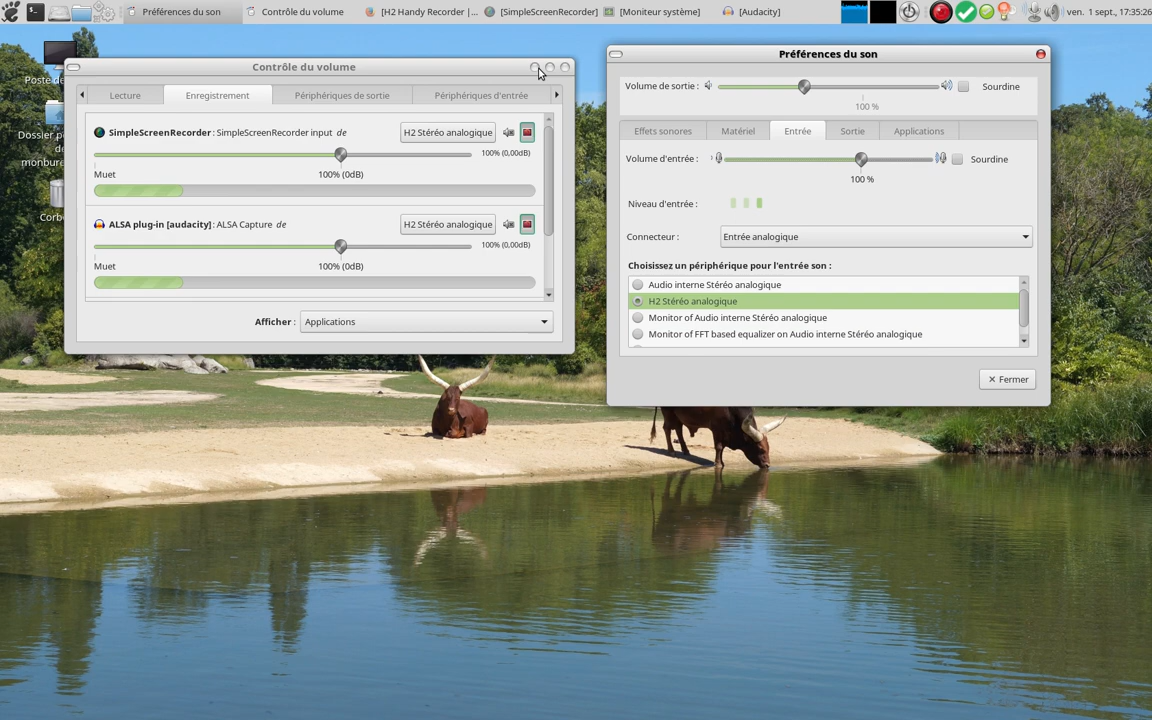 Préférences du son
Contrôle du volume
[H2 Handy Recorder |...
[SimpleScreenRecorder]
[Moniteur système]
[Audacity]
ven. 1 sept., 17:35:26
Poste de
Dossier pe
de
monbure
Corbe
Contrôle du volume
Lecture
Enregistrement
Périphériques de sortie
Périphériques d'entrée
SimpleScreenRecorder : SimpleScreenRecorder input de
H2 Stéréo analogique
100% (0,00dB)
Muet
100% (0dB)
ALSA plug-in [audacity] : ALSA Capture de
H2 Stéréo analogique
100% (0,00dB)
Muet
100% (0dB)
Afficher :
Applications
Préférences du son
Volume de sortie :
Sourdine
100 %
Effets sonores
Matériel
Entrée
Sortie
Applications
Volume d'entrée :
Sourdine
100 %
Niveau d'entrée :
Connecteur :
Entrée analogique
Choisissez un périphérique pour l'entrée son :
Audio interne Stéréo analogique
H2 Stéréo analogique
Monitor of Audio interne Stéréo analogique
Monitor of FFT based equalizer on Audio interne Stéréo analogique
Fermer